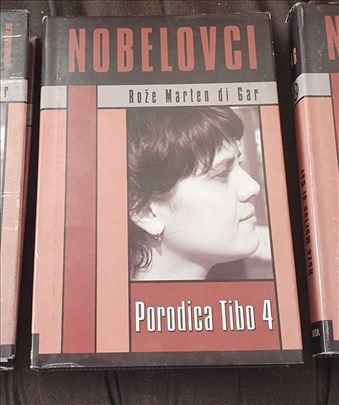 NOBELOVCI
Rože Marten di Gar
Porodica Tibo 4
N